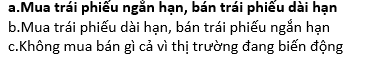 a.Mua trái phiếu ngắn hạn, bán trái phiếu dài hạn
b.Mua trái phiếu dài hạn, bán trái phiếu ngắn hạn
c.Không mua bán gì cả vì thị trường đang biến động